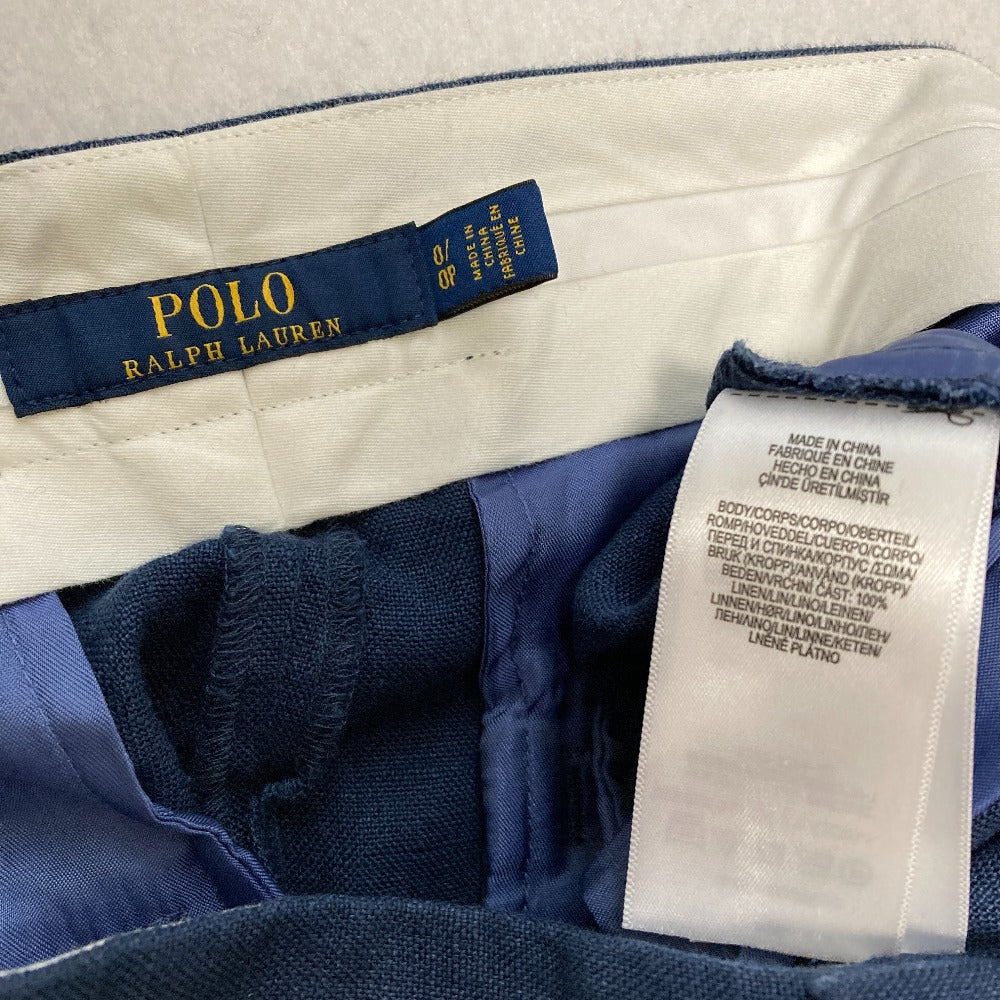 POLO
RALPH LAUREN
0/
0P
MADE IN
CHINA
FABRIQUÉ EN
CHINE
MADE IN CHINA
FABRIQUÉ EN CHINE
HECHO EN CHINA
ÇİN'DE ÜRETİLMİŞTİR
BODY/CORPS/CORPO/OBERTEIL/
ROMP/HOVEDDEL/CUERPO/CORPO/
ПЕРЕД И СПИНКА/КОРПУС /ΣΩΜΑ/
BRUK (KROPP)/ANVÄND (KROPP)/
BEDEN/VRCHNÍ ČÁST: 100%
LINEN/LIN/LINO/LEINEN/
LINNEN/HØR/LINO/LINHO/ЛЕН/
ЛЕН/ΛΙΝΟ/LIN/LINNE/KETEN/
LNĚNÉ PLÁTNO